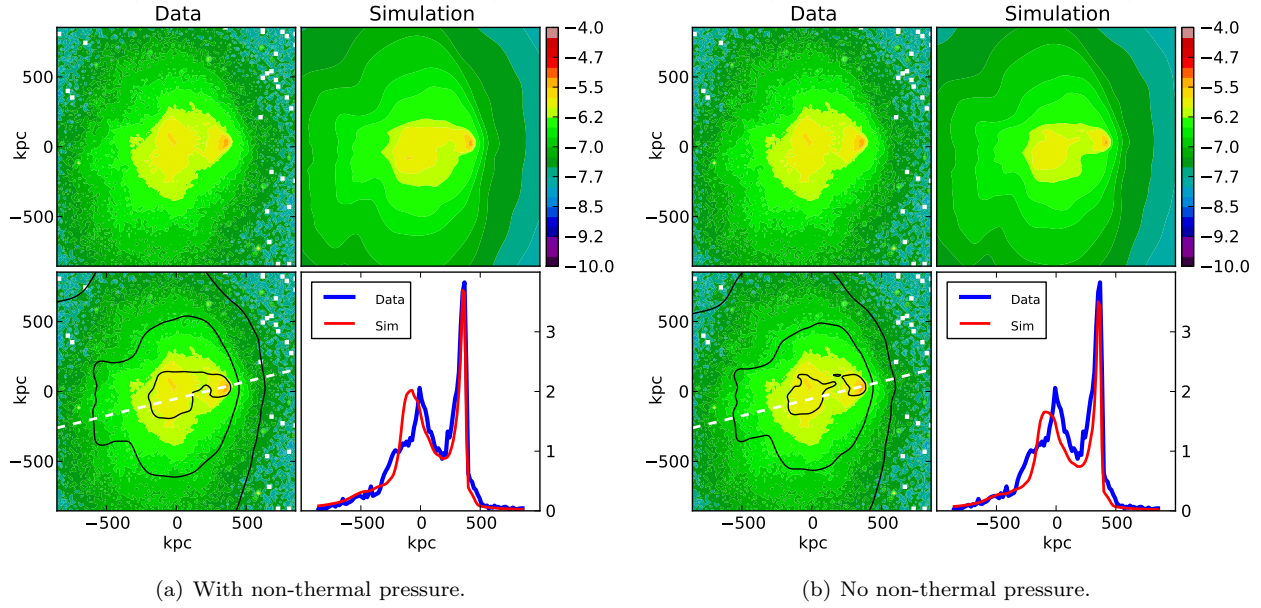 Data Simulation
500
0
−500
kpc
−4.0
−4.7
−5.5
−6.2
−7.0
−7.7
−8.5
−9.2
−10.0
500
0
−500
kpc
−500 0 500
kpc
Data
Sim
3
2
1
0
−500 0 500
kpc
(a) With non-thermal pressure.
Data Simulation
500
0
−500
kpc
−4.0
−4.7
−5.5
−6.2
−7.0
−7.7
−8.5
−9.2
−10.0
500
0
−500
kpc
−500 0 500
kpc
Data
Sim
3
2
1
0
−500 0 500
kpc
(b) No non-thermal pressure.